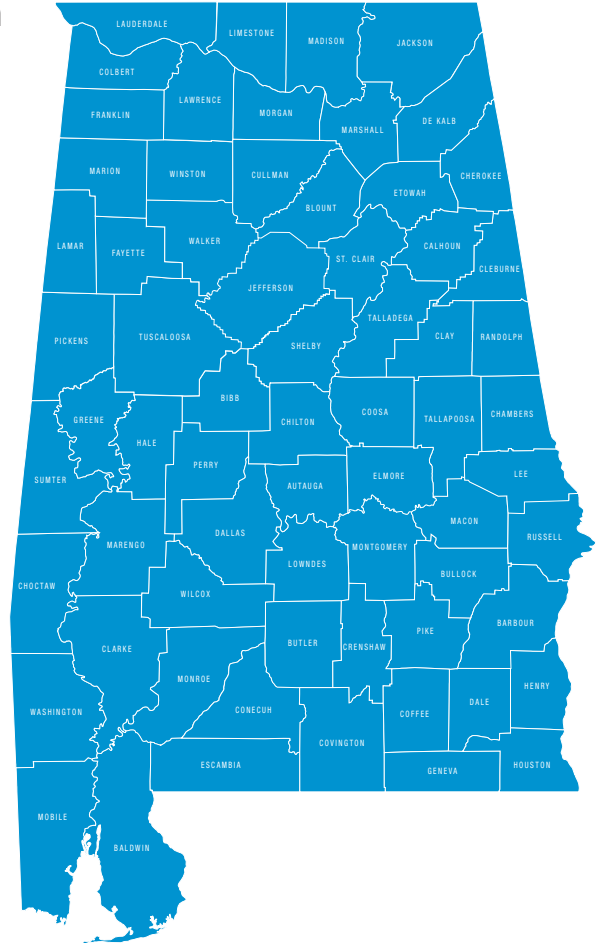 LAUDERDALE
LIMESTONE
MADISON
JACKSON
COLBERT
LAWRENCE
FRANKLIN
MORGAN
MARSHALL
DE KALB
MARION
WINSTON
CULLMAN
CHEROKEE
ETOWAH
BLOUNT
LAMAR
FAYETTE
WALKER
ST. CLAIR
CALHOUN
CLEBURNE
JEFFERSON
PICKENS
TUSCALOOSA
SHELBY
TALLADEGA
CLAY
RANDOLPH
GREENE
HALE
BIBB
CHILTON
COOSA
TALLAPOOSA
CHAMBERS
SUMTER
PERRY
AUTAUGA
ELMORE
LEE
MARENGO
DALLAS
LOWNDES
MONTGOMERY
MACON
RUSSELL
CHOCTAW
WILCOX
BULLOCK
CLARKE
BUTLER
CRENSHAW
PIKE
BARBOUR
WASHINGTON
MONROE
CONECUH
COVINGTON
COFFEE
DALE
HENRY
ESCAMBIA
GENEVA
HOUSTON
MOBILE
BALDWIN